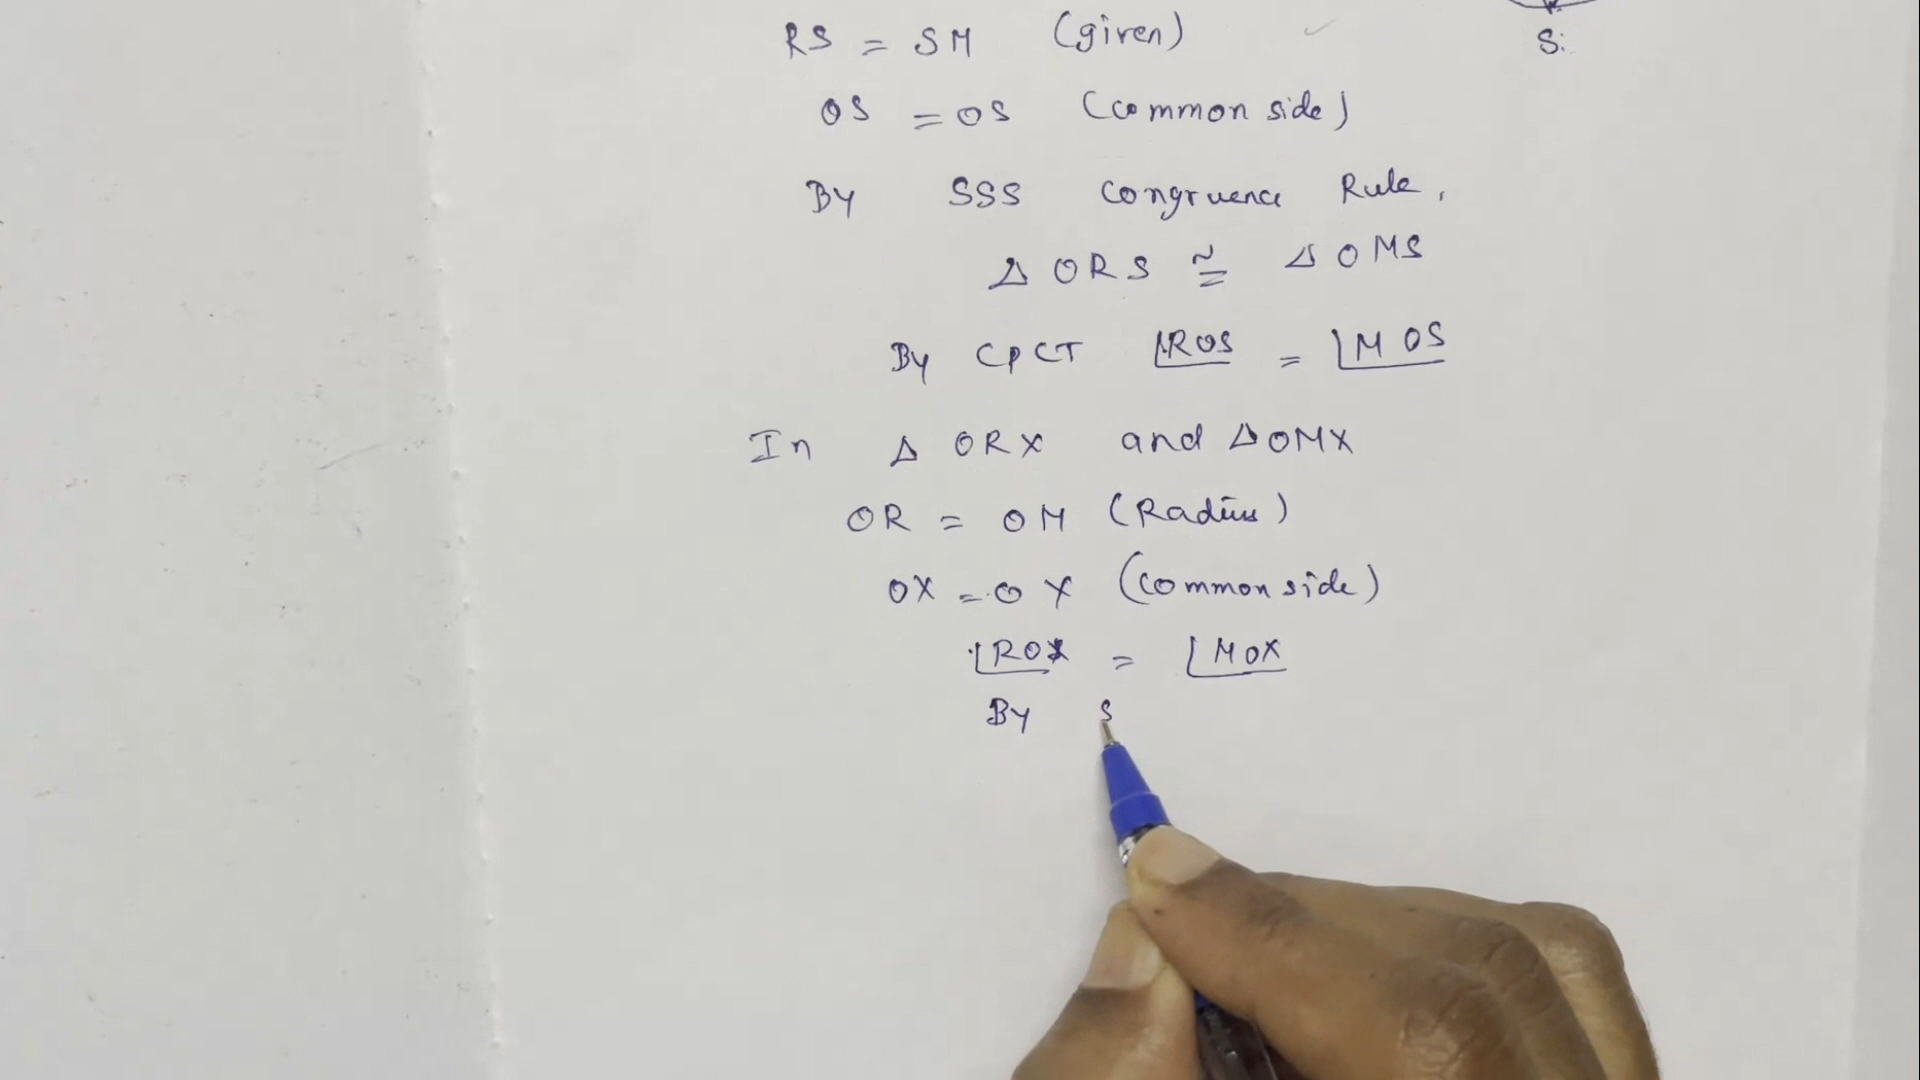 RS = SM (given)
S:
OS = OS (common side)
By SSS congruence Rule,
Δ ORS ≅ Δ OMS
By CPCT ∠ROS = ∠MOS
In Δ ORX and Δ OMX
OR = OM (Radius)
OX = OX (common side)
∠ROX = ∠MOX
By S